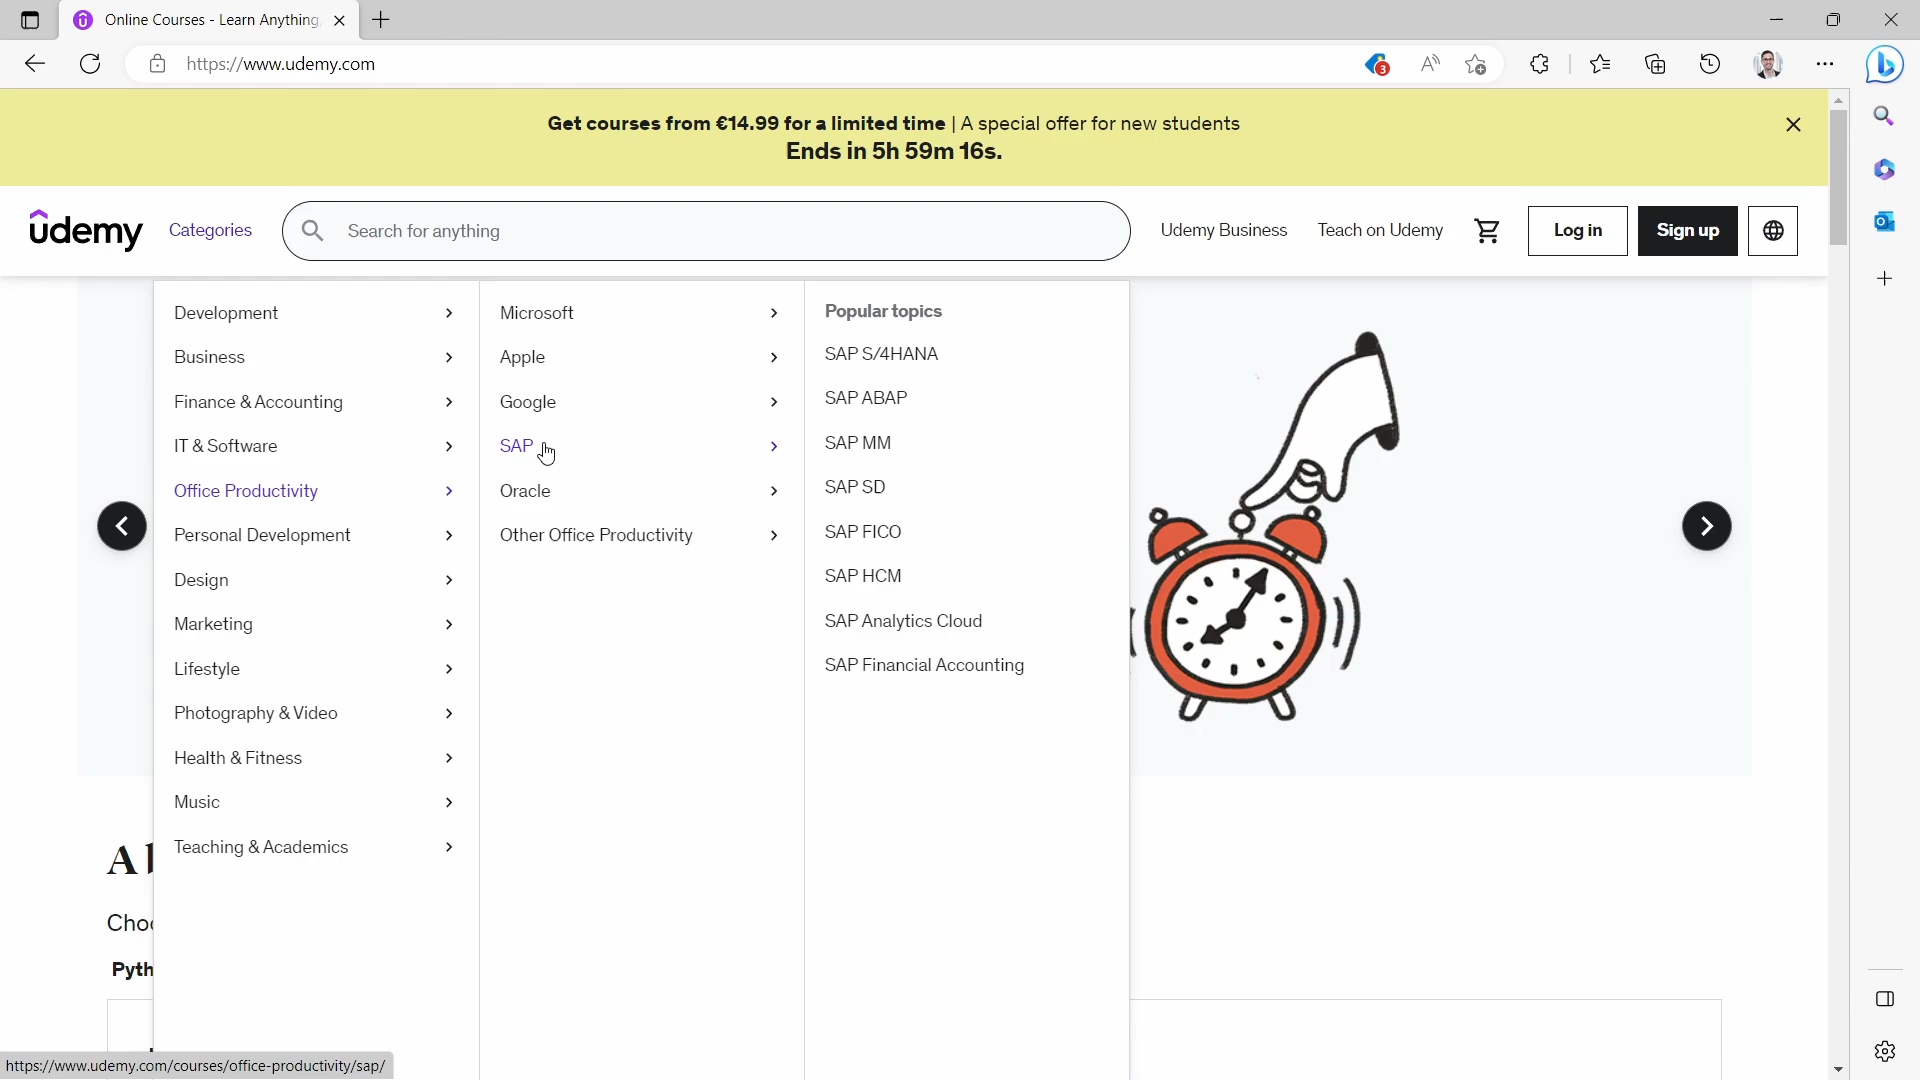 Online Courses - Learn Anything
https://www.udemy.com
3
Get courses from €14.99 for a limited time | A special offer for new students
Ends in 5h 59m 16s.
udemy
Categories
Search for anything
Udemy Business
Teach on Udemy
Log in
Sign up
Development
Business
Finance & Accounting
IT & Software
Office Productivity
Personal Development
Design
Marketing
Lifestyle
Photography & Video
Health & Fitness
Music
Teaching & Academics
Microsoft
Apple
Google
SAP
Oracle
Other Office Productivity
Popular topics
SAP S/4HANA
SAP ABAP
SAP MM
SAP SD
SAP FICO
SAP HCM
SAP Analytics Cloud
SAP Financial Accounting
A
Choo
Pyth
https://www.udemy.com/courses/office-productivity/sap/